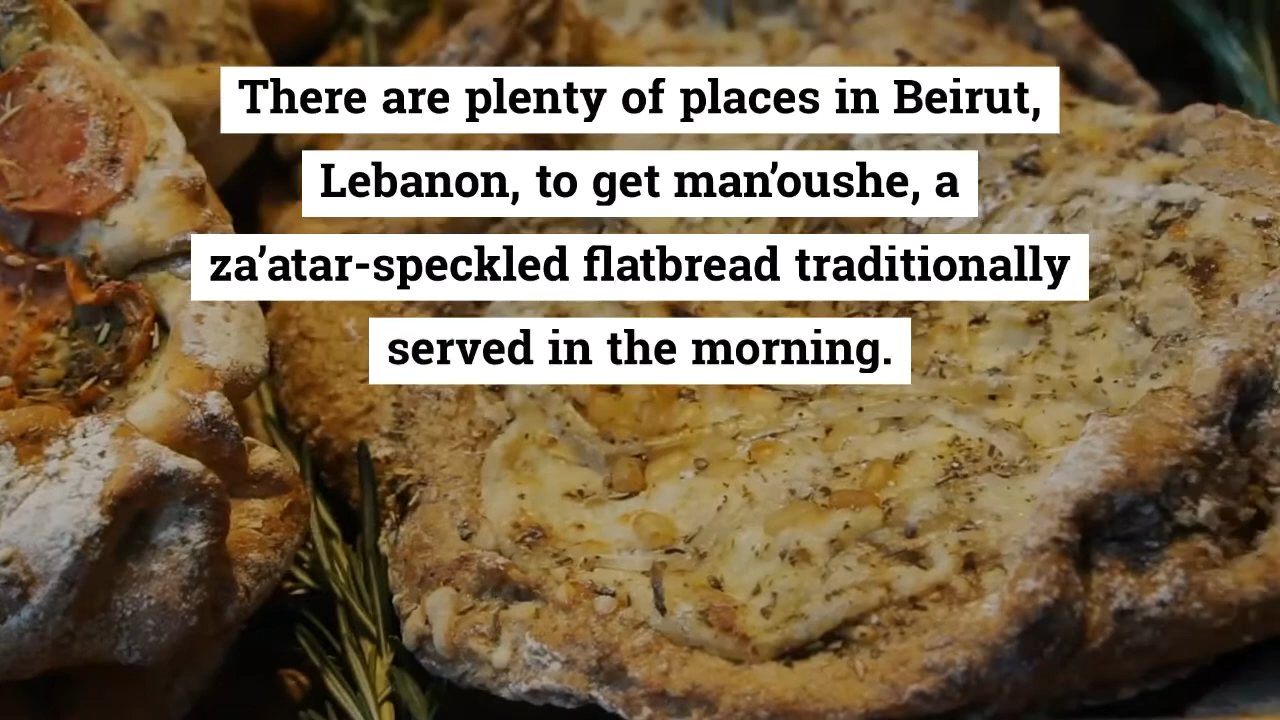 There are plenty of places in Beirut,
Lebanon, to get man’oushe, a
za’atar-speckled flatbread traditionally
served in the morning.